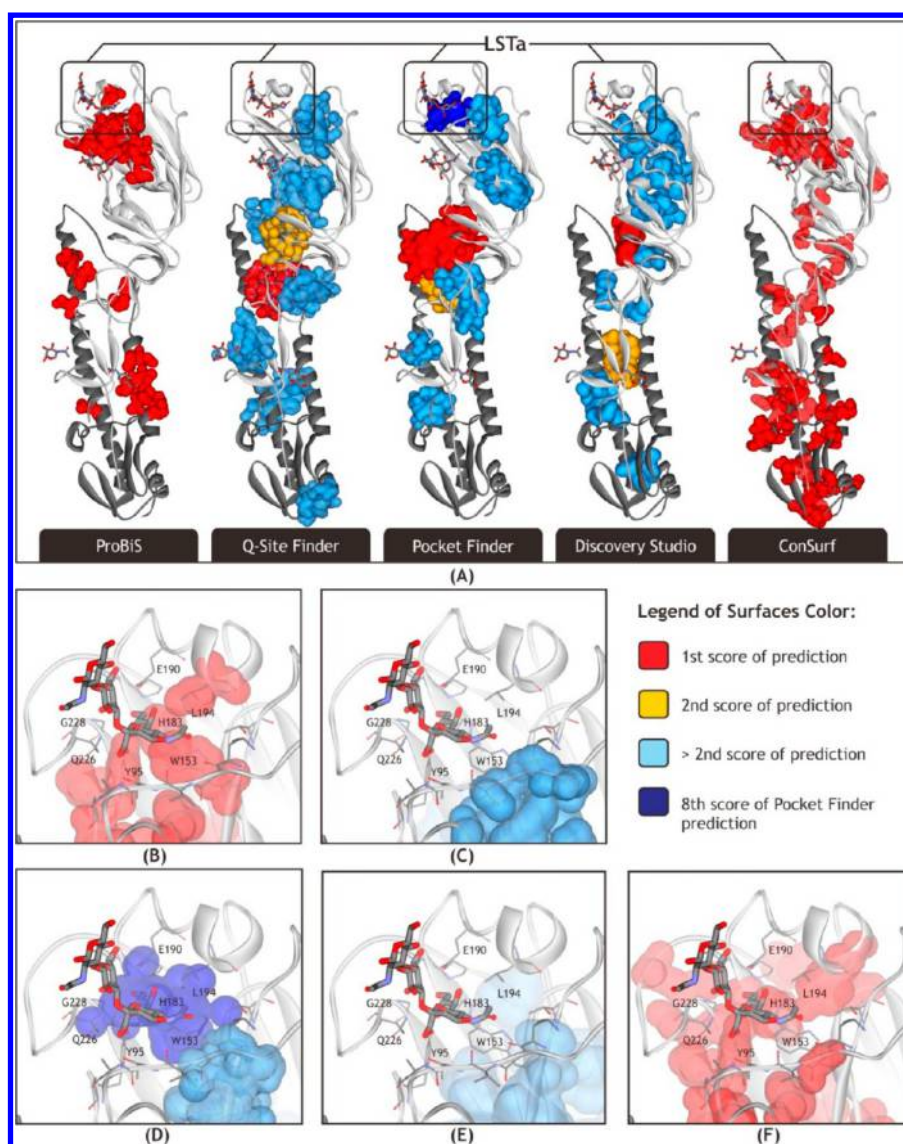 LSTa
ProBiS
Q-Site Finder
Pocket Finder
Discovery Studio
ConSurf
(A)
E190
L194
G228
H183
Q226
Y95
W153
(B)
E190
L194
G228
H183
Q226
Y95
W153
(C)
Legend of Surfaces Color:
1st score of prediction
2nd score of prediction
> 2nd score of prediction
8th score of Pocket Finder
prediction
E190
L194
G228
H183
Q226
Y95
W153
(D)
E190
L194
G228
H183
Q226
Y95
W153
(E)
E190
L194
G228
H183
Q226
Y95
W153
(F)